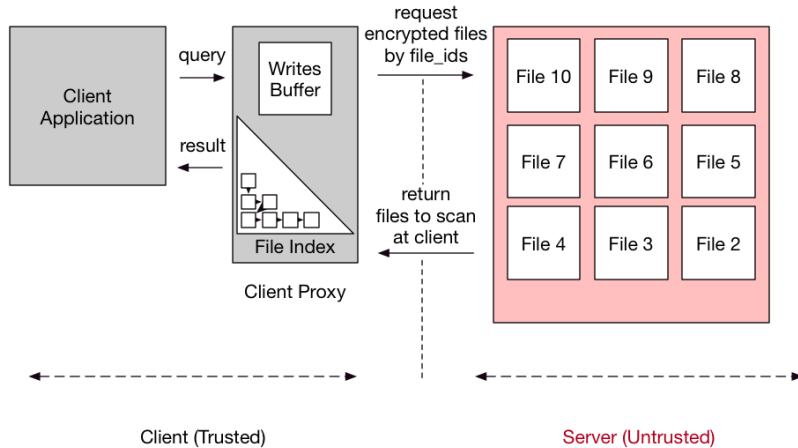 Client
Application
query
result
Writes
Buffer
File Index
Client Proxy
request
encrypted files
by file_ids
return
files to scan
at client
File 10
File 9
File 8
File 7
File 6
File 5
File 4
File 3
File 2
Client (Trusted)
Server (Untrusted)